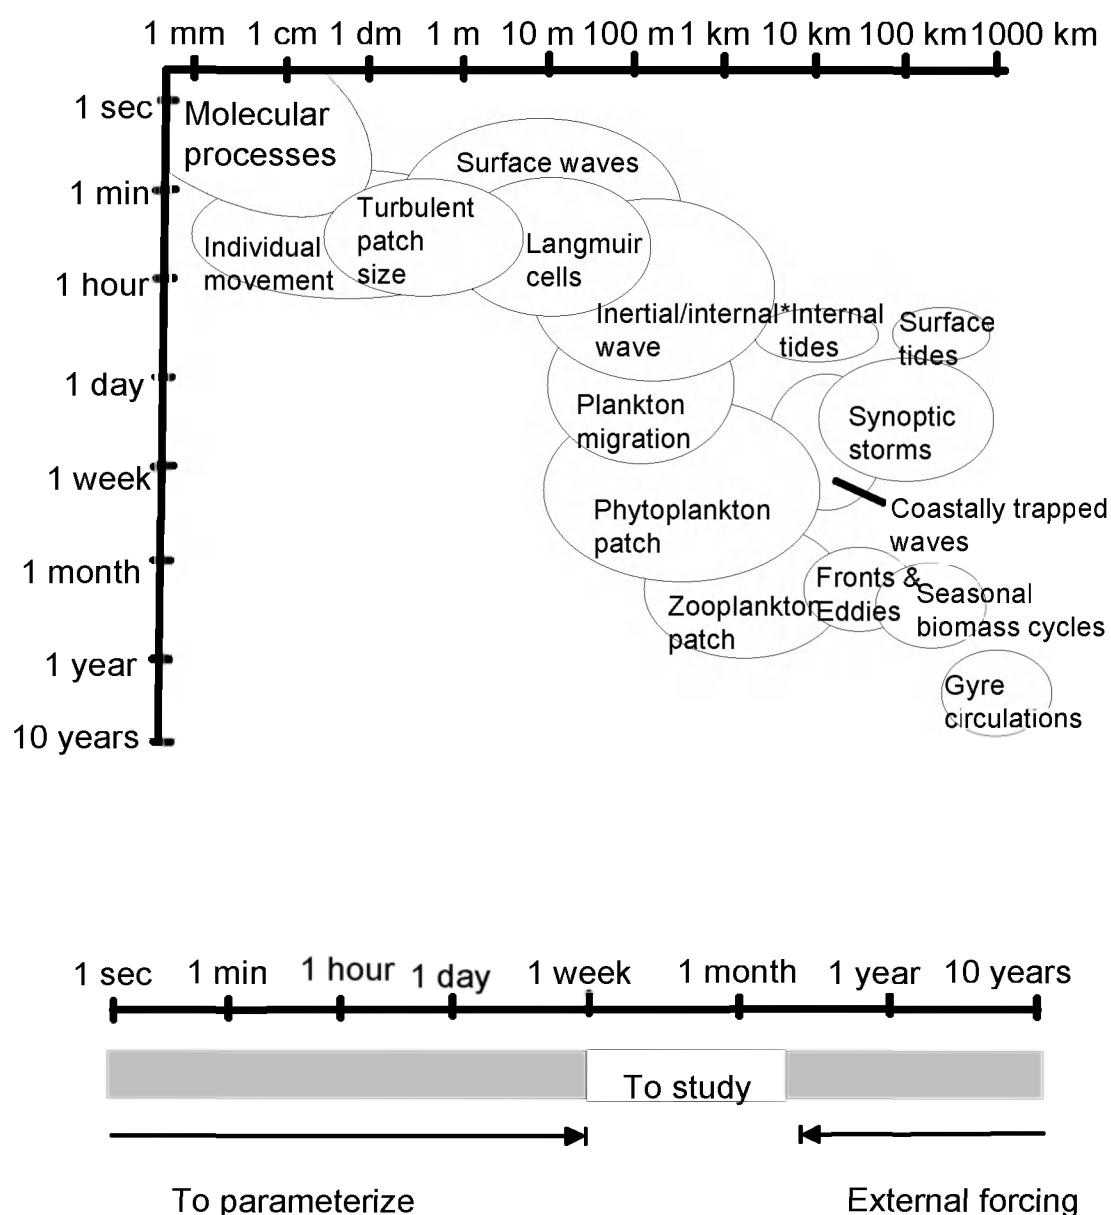 1 mm 1 cm 1 dm 1 m 10 m 100 m 1 km 10 km 100 km 1000 km
1 sec
1 min
1 hour
1 day
1 week
1 month
1 year
10 years
Molecular
processes
Surface waves
Individual
movement
Turbulent
patch
size
Langmuir
cells
Inertial/internal*Internal
wave
tides
Surface
tides
Plankton
migration
Synoptic
storms
Phytoplankton
patch
Coastally trapped
waves
Zooplankton
patch
Fronts &
Eddies
Seasonal
biomass cycles
Gyre
circulations
1 sec 1 min 1 hour 1 day 1 week 1 month 1 year 10 years
To study
To parameterize
External forcing